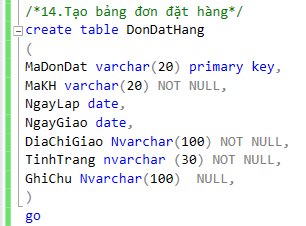 /*14.Tạo bảng đơn đặt hàng*/
create table DonDatHang
(
MaDonDat varchar(20) primary key,
MaKH varchar(20) NOT NULL,
NgayLap date,
NgayGiao date,
DiaChiGiao Nvarchar(100) NOT NULL,
TinhTrang nvarchar (30) NOT NULL,
GhiChu Nvarchar(100)  NULL,
)
go